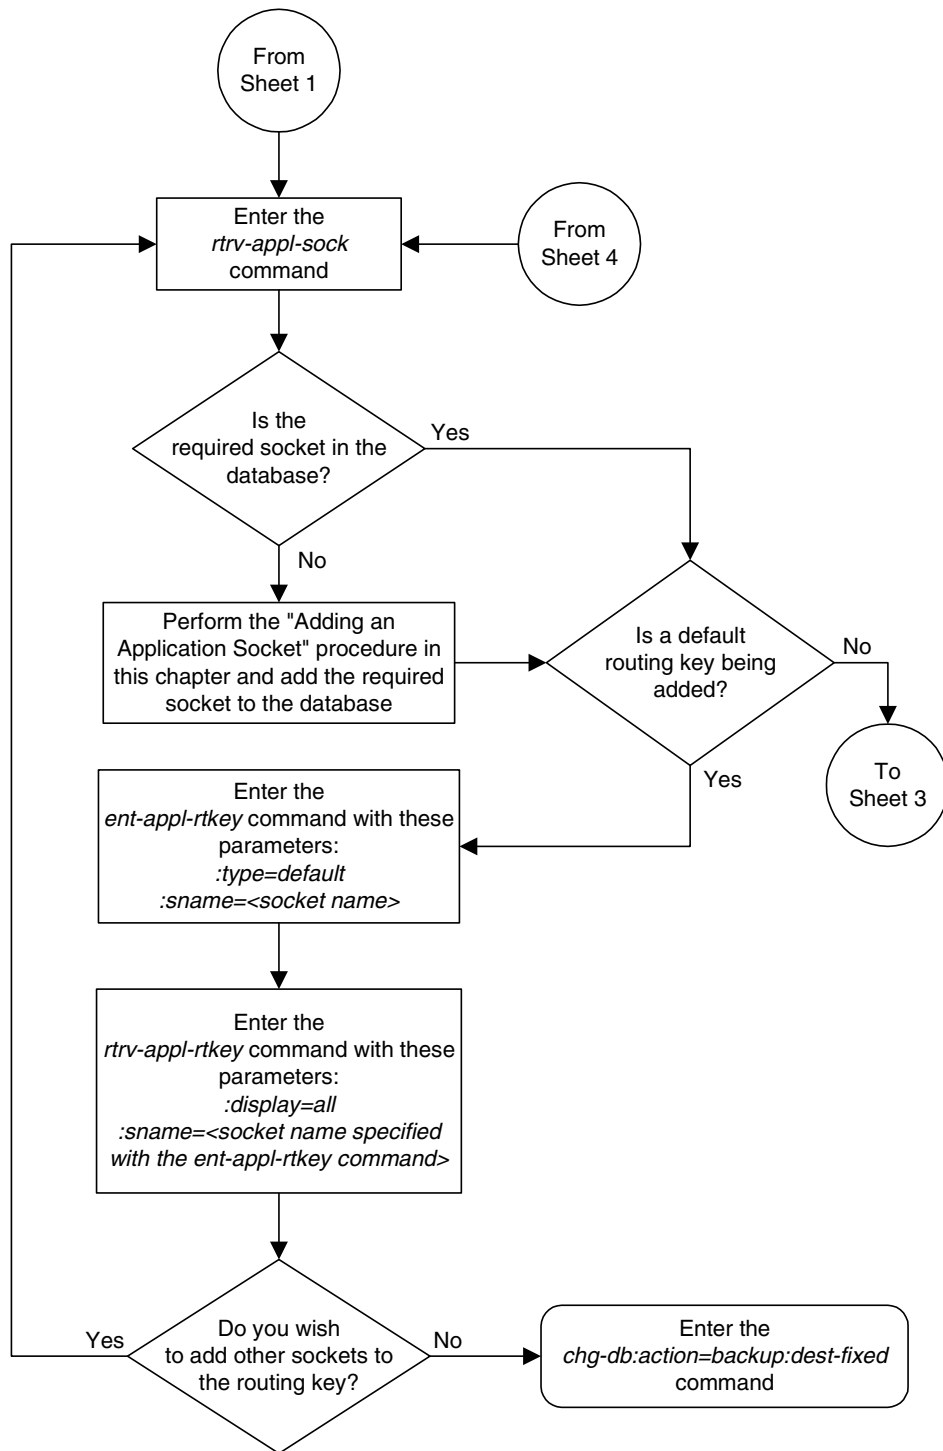 From
Sheet 1
Enter the
rtrv-appl-sock
command
From
Sheet 4
Is the
required socket in the
database?
Yes
No
Perform the "Adding an
Application Socket" procedure in
this chapter and add the required
socket to the database
Is a default
routing key being
added?
No
Yes
To
Sheet 3
Enter the
ent-appl-rtkey command with these
parameters:
:type=default
:sname=<socket name>
Enter the
rtrv-appl-rtkey command with these
parameters:
:display=all
:sname=<socket name specified
with the ent-appl-rtkey command>
Do you wish
to add other sockets to
the routing key?
Yes
No
Enter the
chg-db:action=backup:dest-fixed
command